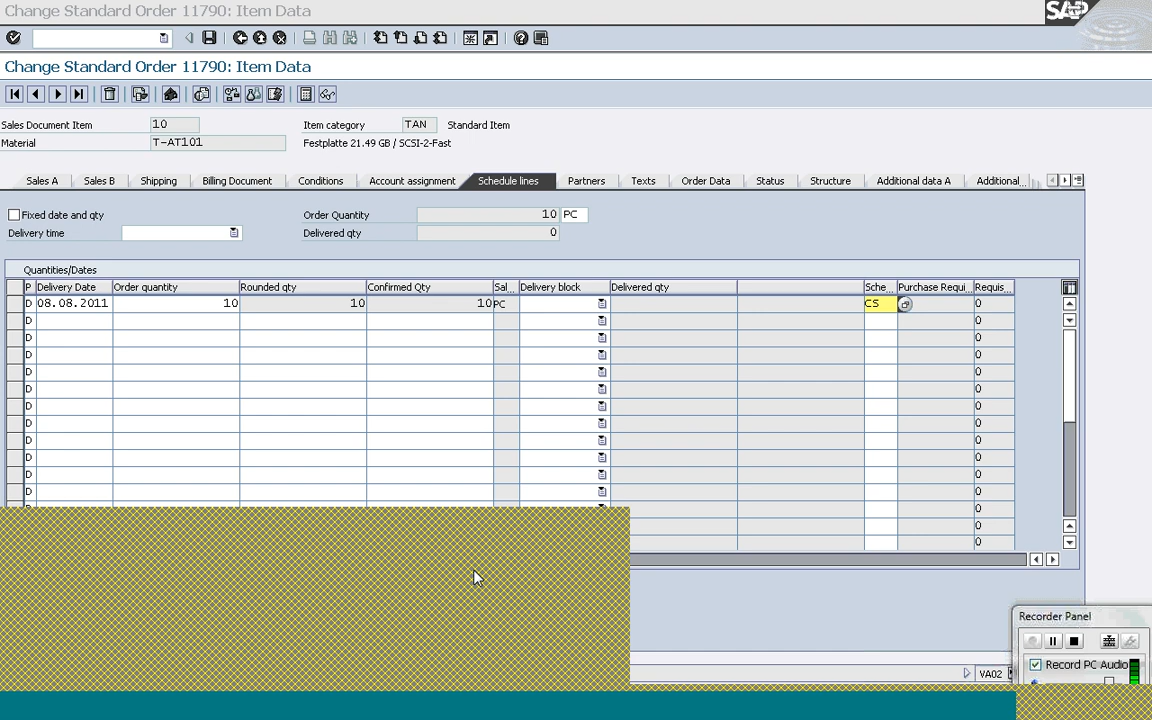 Change Standard Order 11790: Item Data
SAP
Change Standard Order 11790: Item Data
Sales Document Item 10 Item category TAN Standard Item
Material T-AT101 Festplatte 21.49 GB / SCSI-2-Fast
Sales A Sales B Shipping Billing Document Conditions Account assignment Schedule lines Partners Texts Order Data Status Structure Additional data A Additional...
Fixed date and qty Order Quantity 10 PC
Delivery time Delivered qty 0
Quantities/Dates
P Delivery Date Order quantity Rounded qty Confirmed Qty Sal... Delivery block Delivered qty Sche... Purchase Requi... Requis...
D 08.08.2011 10 10 10 PC CS 0
D 0
D 0
D 0
D 0
D 0
D 0
D 0
D 0
D 0
D 0
D 0
0
0
0
Recorder Panel
Record PC Audio
VA02